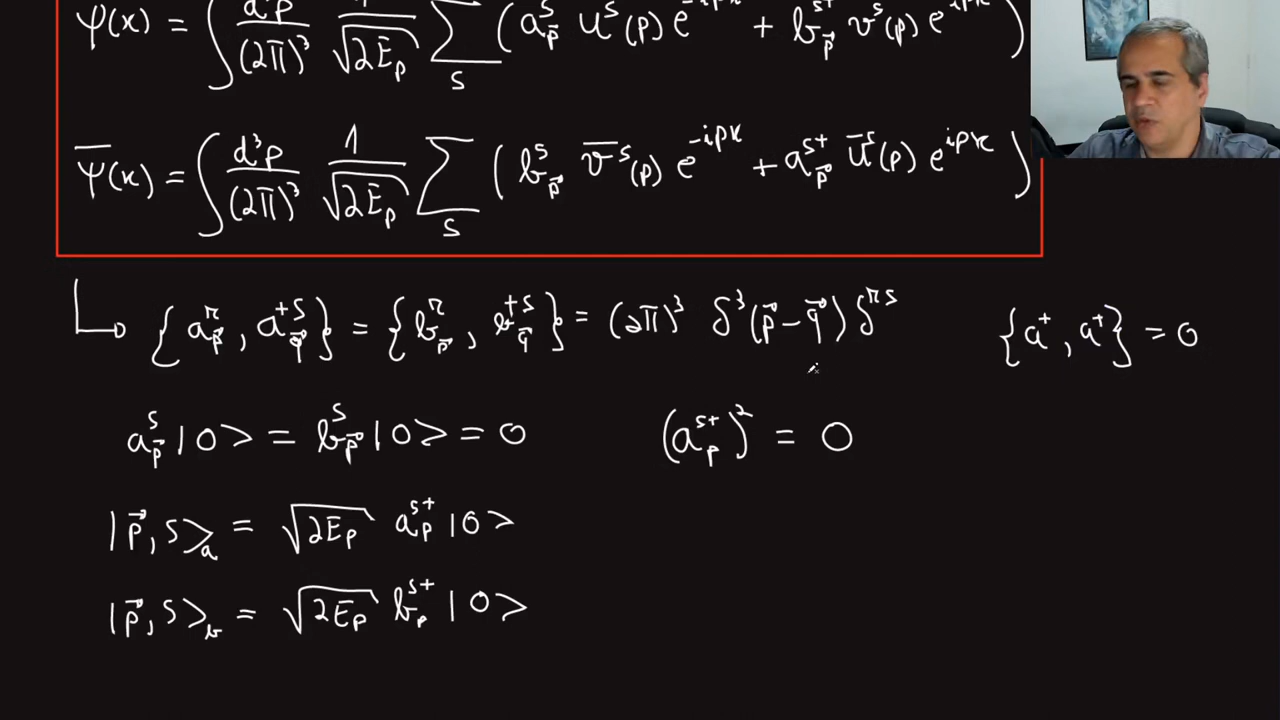 ψ(x) = ∫ d³p/(2π)³ 1/√(2E_p) Σ_s ( a^s_p⃗ u^s(p) e^{-ipx} + b^{s†}_p⃗ v^s(p) e^{ipx} )
ψ̄(x) = ∫ d³p/(2π)³ 1/√(2E_p) Σ_s ( b^s_p⃗ v̄^s(p) e^{-ipx} + a^{s†}_p⃗ ū^s(p) e^{ipx} )
↳ { a^r_p⃗ , a^{†s}_q⃗ } = { b^r_p⃗ , b^{†s}_q⃗ } = (2π)³ δ³(p⃗ - q⃗) δ^{rs} { a^† , a^† } = 0
a^s_p⃗ |0> = b^s_p⃗ |0> = 0 (a^{s†}_p)² = 0
|p⃗, s>_a = √(2E_p) a^{s†}_p |0>
|p⃗, s>_b = √(2E_p) b^{s†}_p |0>